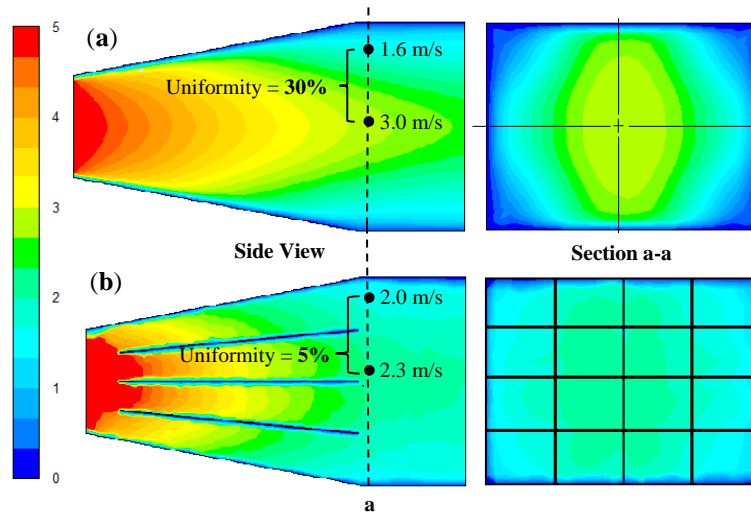 5
4
3
2
1
0
(a)
1.6 m/s
Uniformity = 30%
3.0 m/s
Side View
Section a-a
(b)
2.0 m/s
Uniformity = 5%
2.3 m/s
a